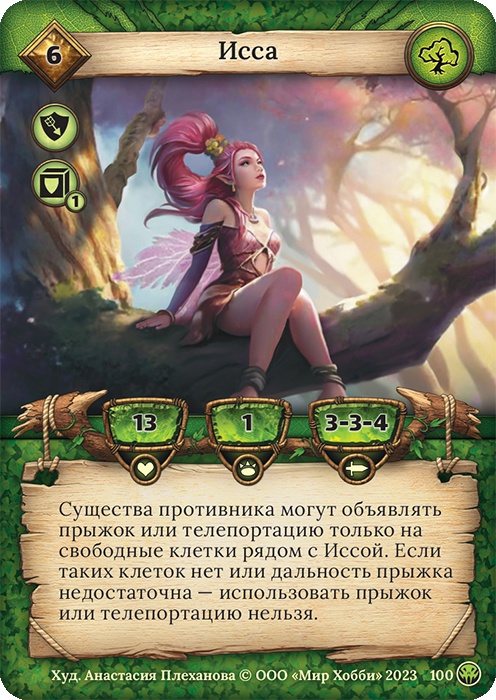 6
Исса
1
13
1
3-3-4
Существа противника могут объявлять
прыжок или телепортацию только на
свободные клетки рядом с Иссой. Если
таких клеток нет или дальность прыжка
недостаточна — использовать прыжок
или телепортацию нельзя.
Худ. Анастасия Плеханова © ООО «Мир Хобби» 2023 100